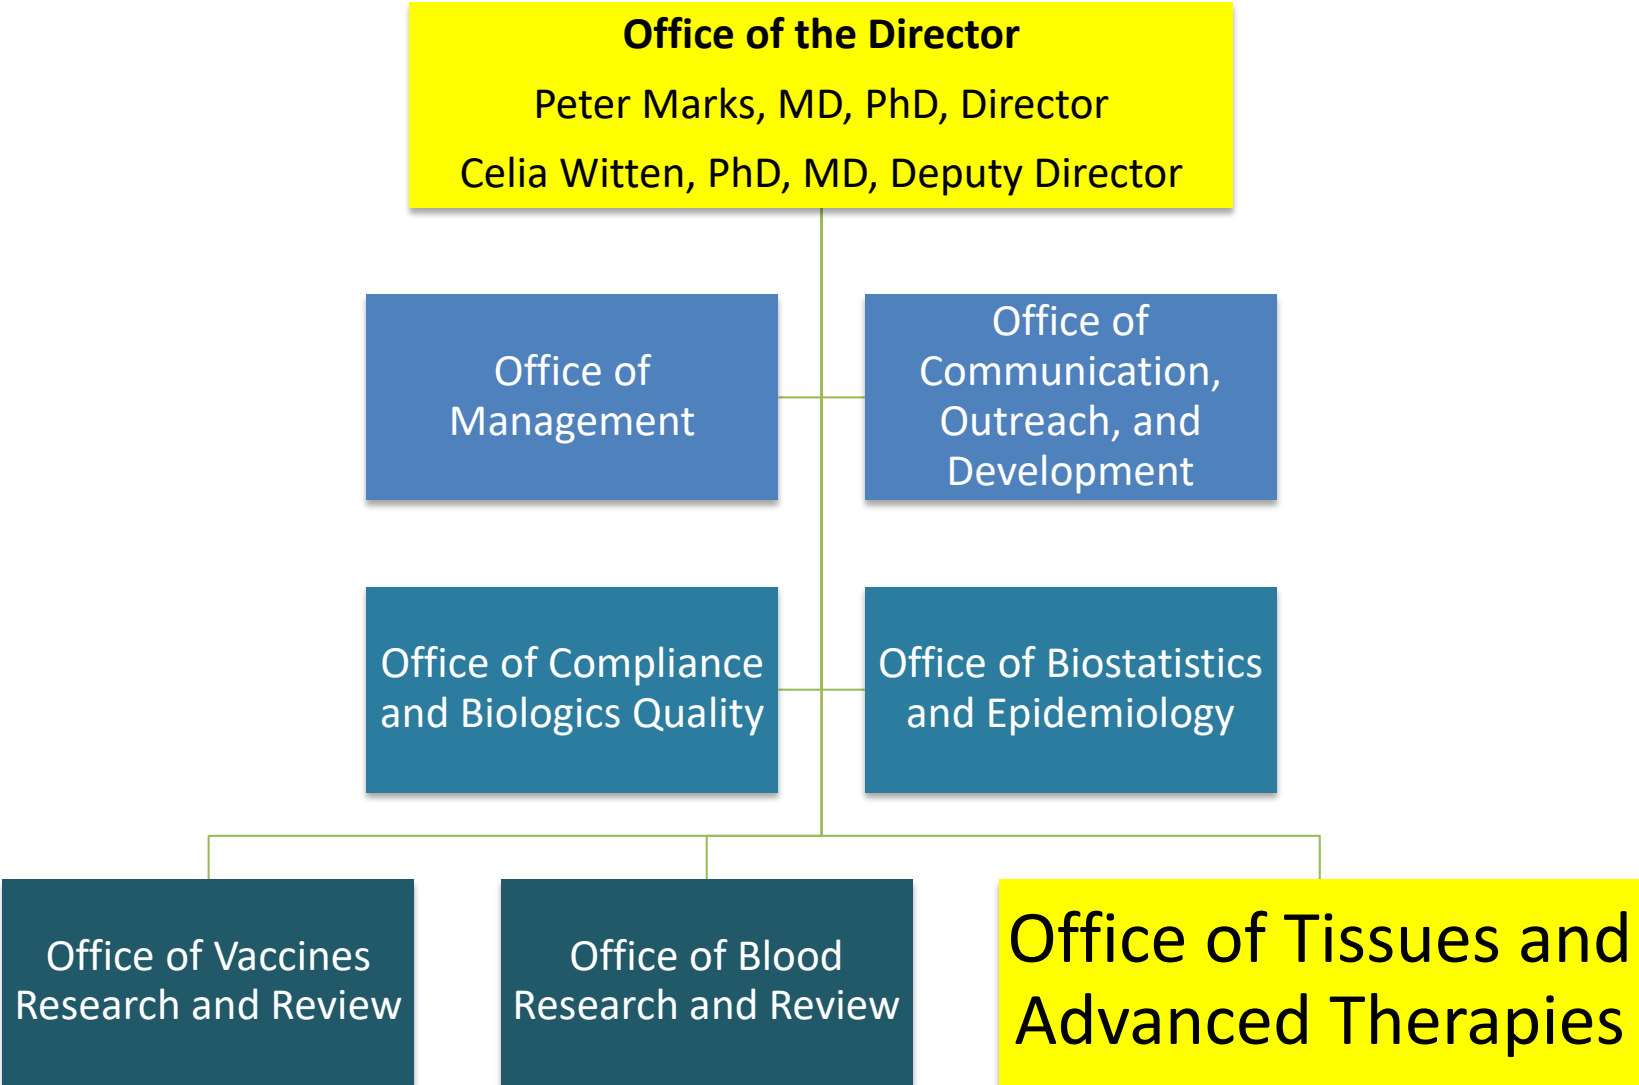 Office of the Director
Peter Marks, MD, PhD, Director
Celia Witten, PhD, MD, Deputy Director
Office of
Management
Office of
Communication,
Outreach, and
Development
Office of Compliance
and Biologics Quality
Office of Biostatistics
and Epidemiology
Office of Vaccines
Research and Review
Office of Blood
Research and Review
Office of Tissues and
Advanced Therapies